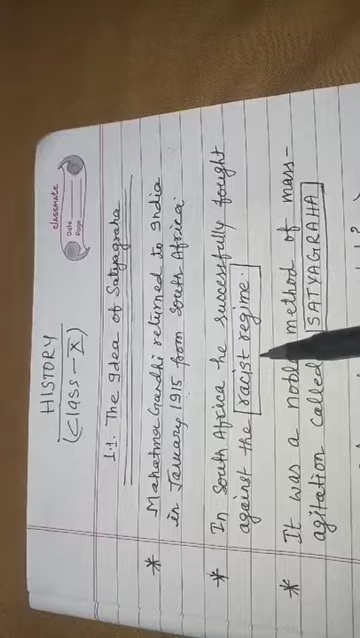 classmate
Date
Page
HISTORY
(Class-X)
1.1. The Idea of Satyagraha
* Mahatma Gandhi returned to India
in January 1915 from South Africa.
* In South Africa he successfully fought
against the racist regime.
* It was a noble method of mass-
agitation called SATYAGRAHA